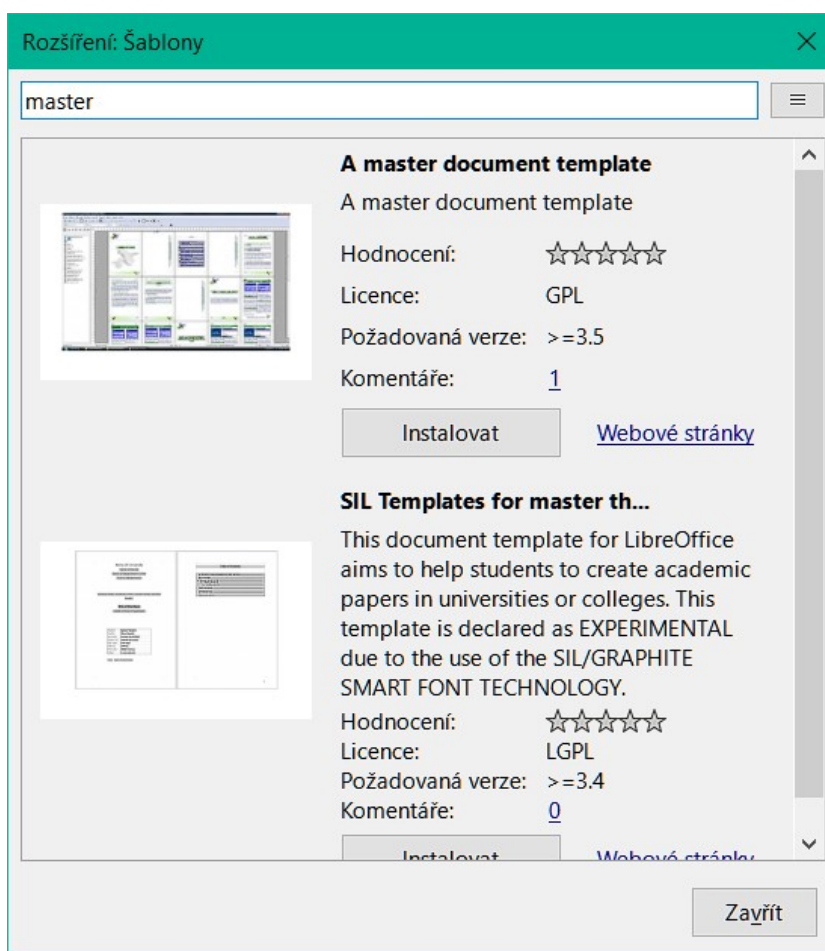 Rozšíření: Šablony
master
A master document template
A master document template
Hodnocení:
Licence: GPL
Požadovaná verze: >=3.5
Komentáře: 1
Instalovat Webové stránky
SIL Templates for master th...
This document template for LibreOffice
aims to help students to create academic
papers in universities or colleges. This
template is declared as EXPERIMENTAL
due to the use of the SIL/GRAPHITE
SMART FONT TECHNOLOGY.
Hodnocení:
Licence: LGPL
Požadovaná verze: >=3.4
Komentáře: 0
Instalovat Webové stránky
Zavřít